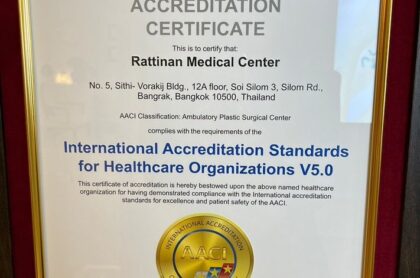 ACCREDITATION
CERTIFICATE
This is to certify that:
Rattinan Medical Center
No. 5, Sithi- Vorakij Bldg., 12A floor, Soi Silom 3, Silom Rd.,
Bangrak, Bangkok 10500, Thailand
AACI Classification: Ambulatory Plastic Surgical Center
complies with the requirements of the
International Accreditation Standards
for Healthcare Organizations V5.0
This certificate of accreditation is hereby bestowed upon the above named healthcare
organization for having demonstrated compliance with the International accreditation
standards for excellence and patient safety of the AACI.
INTERNATIONAL ACCREDITATION
AACI